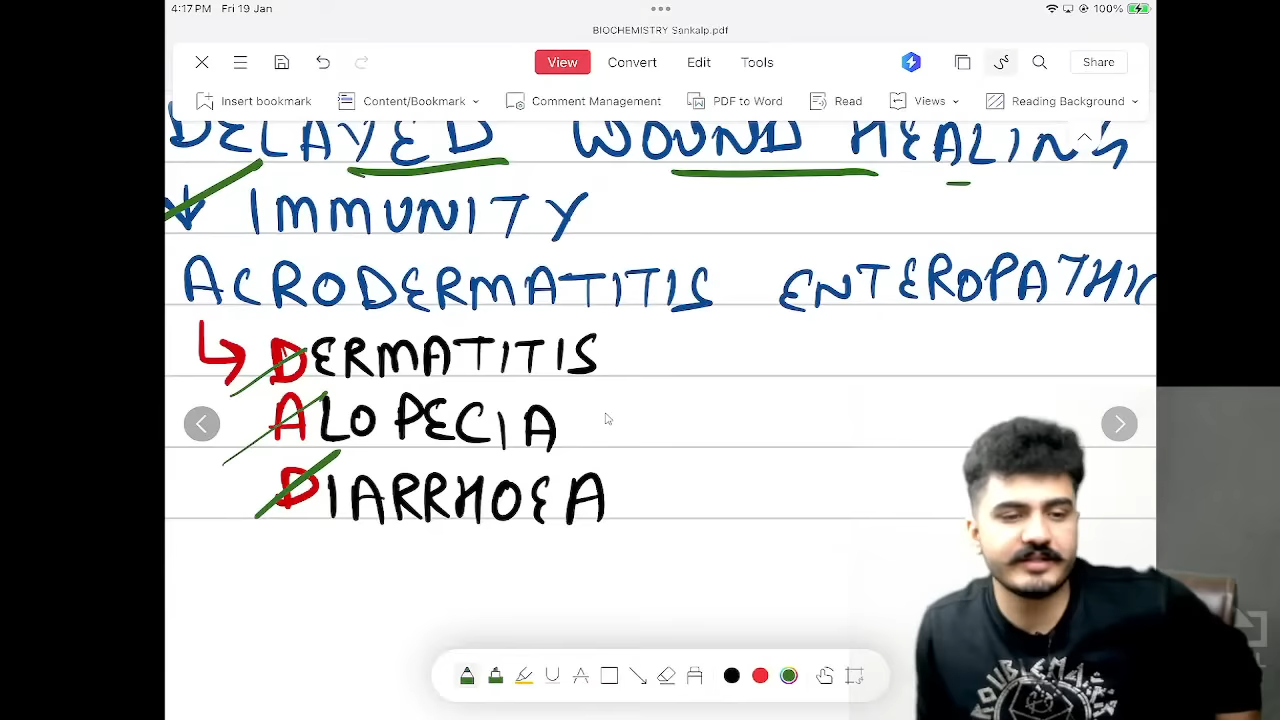 4:17 PM Fri 19 Jan
100%
BIOCHEMISTRY Sankalp.pdf
View Convert Edit Tools Share
Insert bookmark Content/Bookmark Comment Management PDF to Word Read Views Reading Background
DELAYED WOUND HEALING
↓ IMMUNITY
ACRODERMATITIS ENTEROPATHIC
↳ DERMATITIS
ALOPECIA
DIARRHOEA